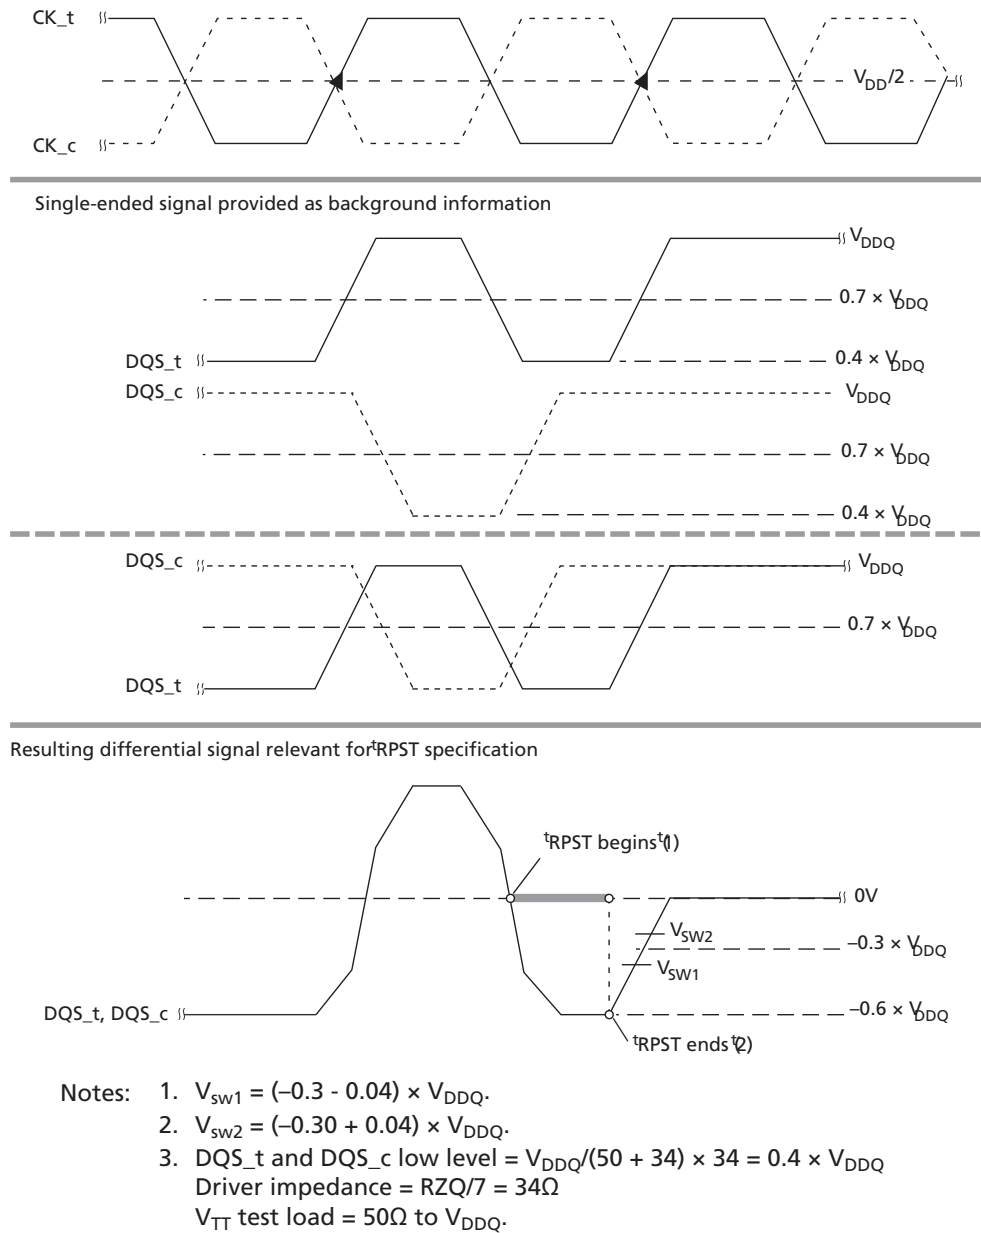 CK_t
V_DD/2
CK_c
Single-ended signal provided as background information
V_DDQ
0.7 × V_DDQ
DQS_t
0.4 × V_DDQ
DQS_c
V_DDQ
0.7 × V_DDQ
0.4 × V_DDQ
DQS_c
V_DDQ
0.7 × V_DDQ
DQS_t
Resulting differential signal relevant for tRPST specification
tRPST begins t(1)
0V
V_SW2
–0.3 × V_DDQ
V_SW1
DQS_t, DQS_c
–0.6 × V_DDQ
tRPST ends t(2)
Notes: 1. V_sw1 = (–0.3 - 0.04) × V_DDQ.
2. V_sw2 = (–0.30 + 0.04) × V_DDQ.
3. DQS_t and DQS_c low level = V_DDQ/(50 + 34) × 34 = 0.4 × V_DDQ
Driver impedance = RZQ/7 = 34Ω
V_TT test load = 50Ω to V_DDQ.